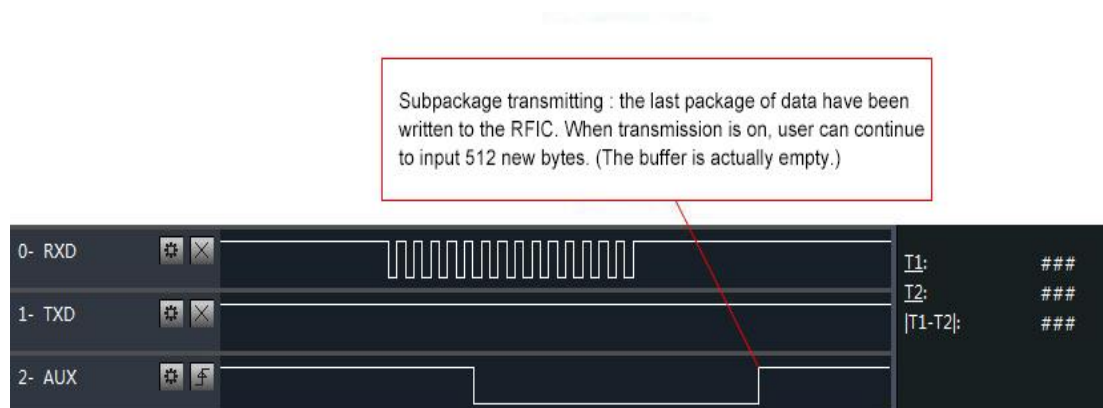 Subpackage transmitting : the last package of data have been
written to the RFIC. When transmission is on, user can continue
to input 512 new bytes. (The buffer is actually empty.)
0- RXD
T1: ###
1- TXD
T2: ###
|T1-T2|: ###
2- AUX